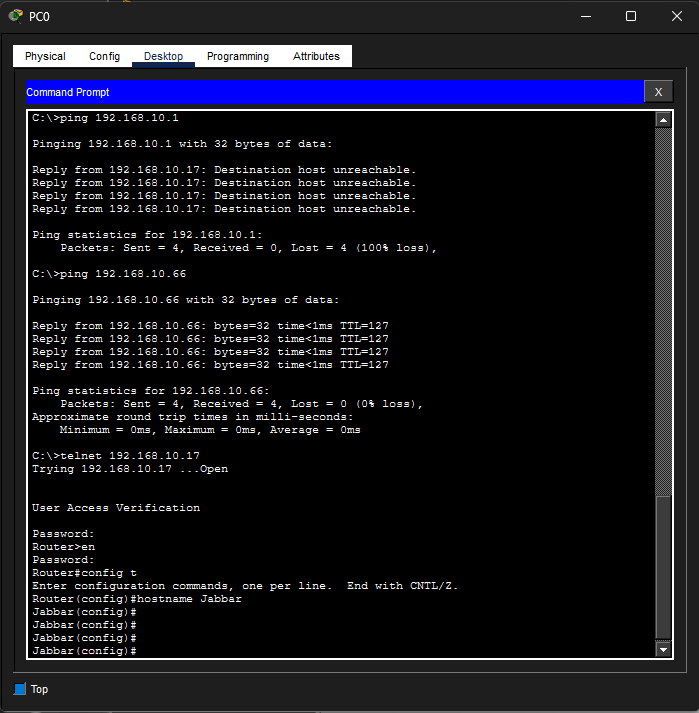 PC0
Physical Config Desktop Programming Attributes
Command Prompt
X
C:\>ping 192.168.10.1
Pinging 192.168.10.1 with 32 bytes of data:
Reply from 192.168.10.17: Destination host unreachable.
Reply from 192.168.10.17: Destination host unreachable.
Reply from 192.168.10.17: Destination host unreachable.
Reply from 192.168.10.17: Destination host unreachable.
Ping statistics for 192.168.10.1:
Packets: Sent = 4, Received = 0, Lost = 4 (100% loss),
C:\>ping 192.168.10.66
Pinging 192.168.10.66 with 32 bytes of data:
Reply from 192.168.10.66: bytes=32 time<1ms TTL=127
Reply from 192.168.10.66: bytes=32 time<1ms TTL=127
Reply from 192.168.10.66: bytes=32 time<1ms TTL=127
Reply from 192.168.10.66: bytes=32 time<1ms TTL=127
Ping statistics for 192.168.10.66:
Packets: Sent = 4, Received = 4, Lost = 0 (0% loss),
Approximate round trip times in milli-seconds:
Minimum = 0ms, Maximum = 0ms, Average = 0ms
C:\>telnet 192.168.10.17
Trying 192.168.10.17 ...Open
User Access Verification
Password:
Router>en
Password:
Router#config t
Enter configuration commands, one per line.  End with CNTL/Z.
Router(config)#hostname Jabbar
Jabbar(config)#
Jabbar(config)#
Jabbar(config)#
Jabbar(config)#
Top